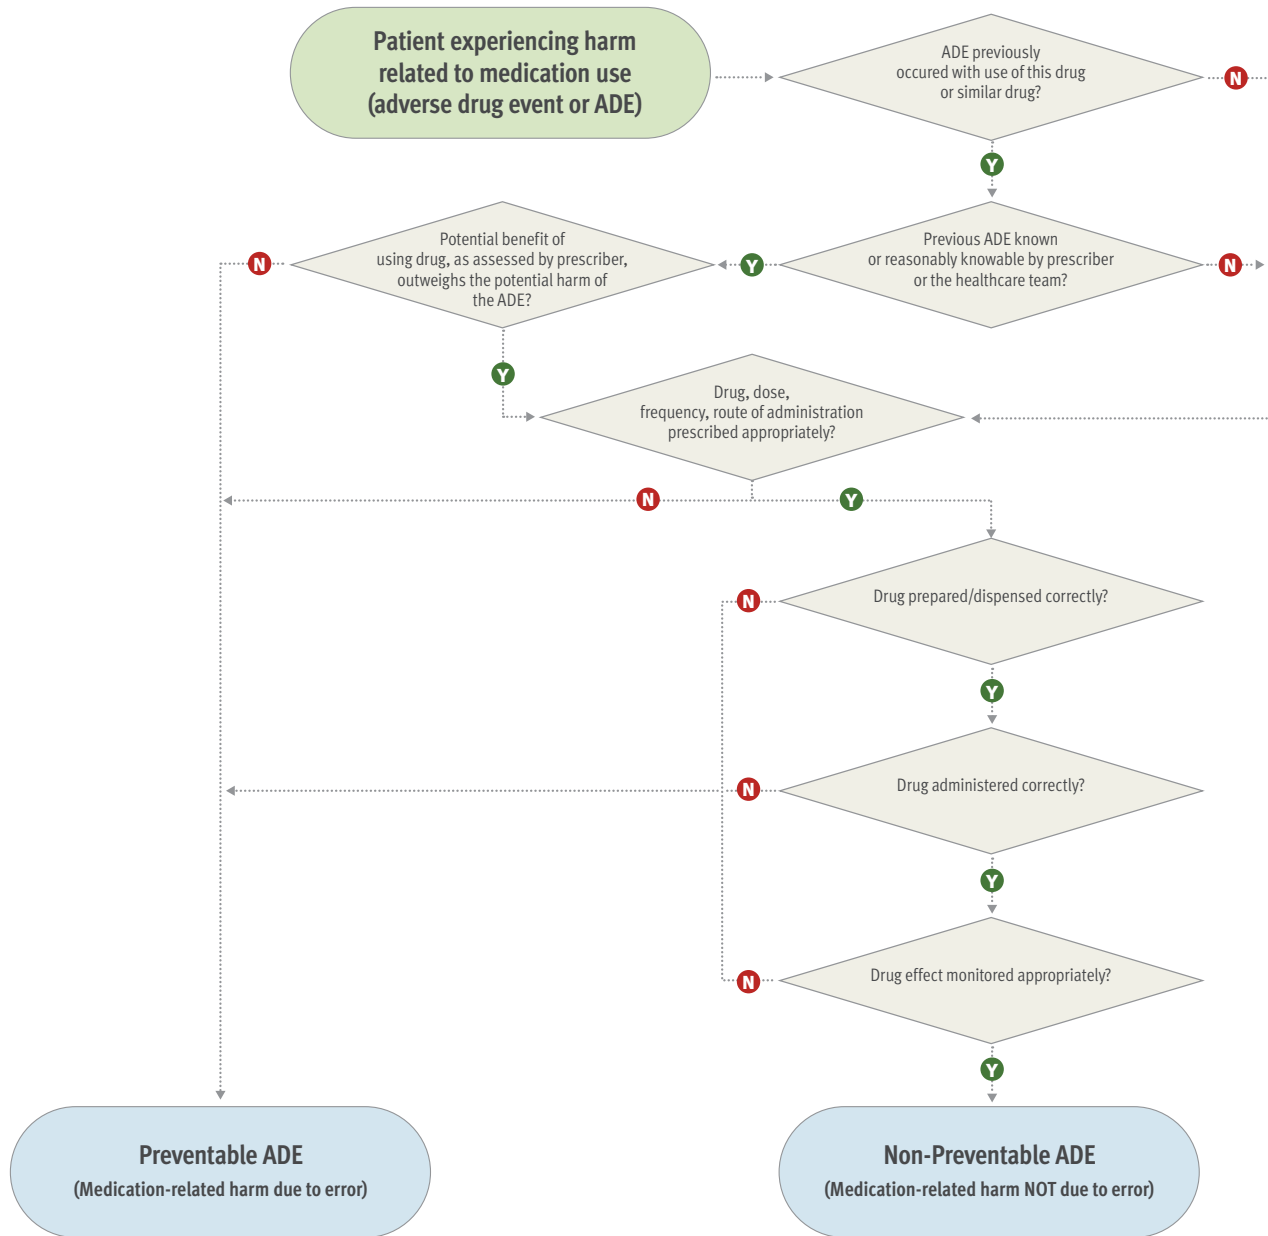 Patient experiencing harm
related to medication use
(adverse drug event or ADE)
ADE previously
occured with use of this drug
or similar drug?
N
Y
Previous ADE known
or reasonably knowable by prescriber
or the healthcare team?
N
Y
Potential benefit of
using drug, as assessed by prescriber,
outweighs the potential harm of
the ADE?
N
Y
Drug, dose,
frequency, route of administration
prescribed appropriately?
N
Y
Drug prepared/dispensed correctly?
N
Y
Drug administered correctly?
N
Y
Drug effect monitored appropriately?
N
Y
Preventable ADE
(Medication-related harm due to error)
Non-Preventable ADE
(Medication-related harm NOT due to error)